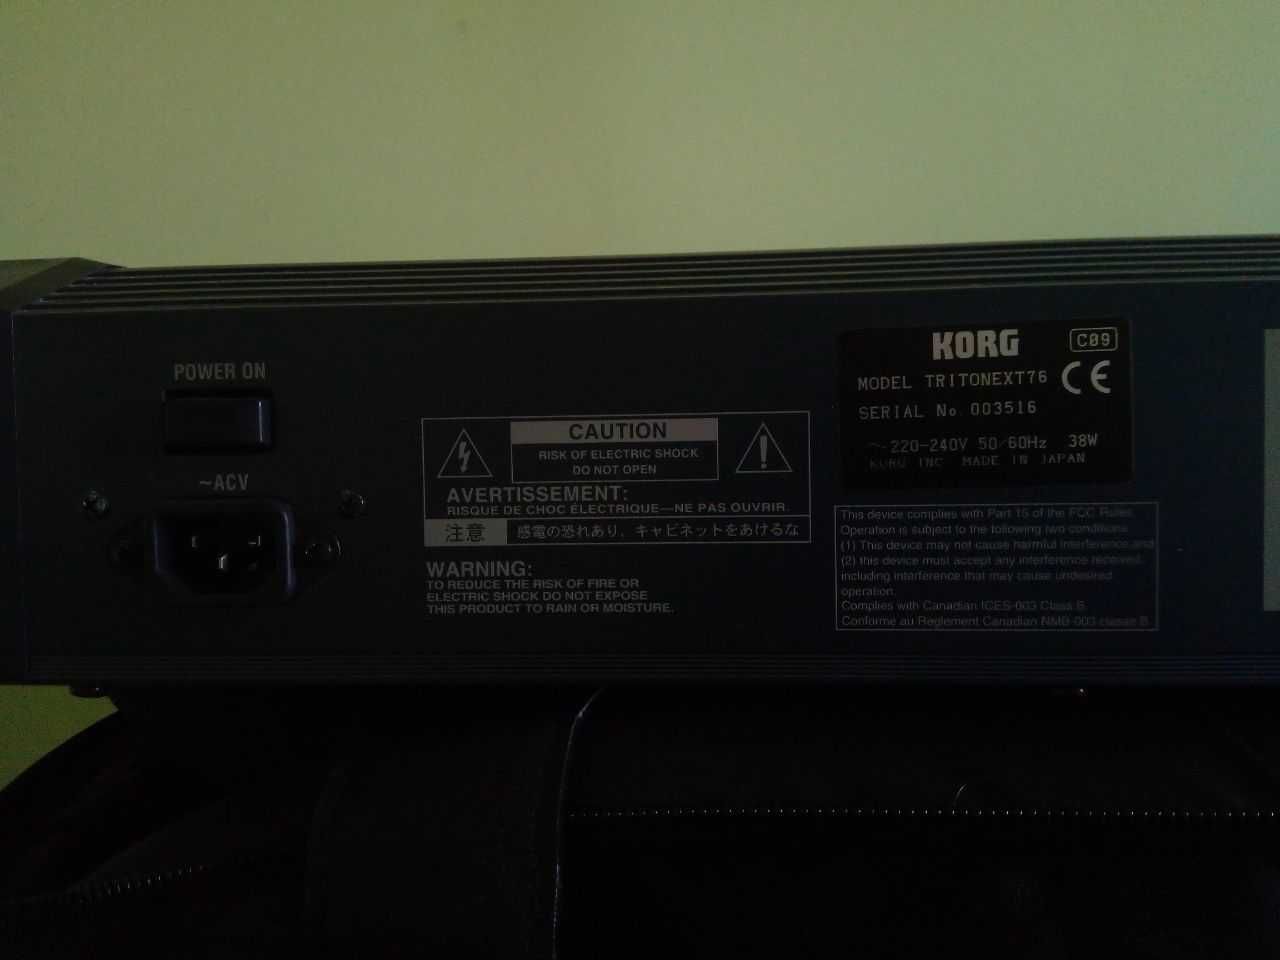 POWER ON
~ACV
CAUTION
RISK OF ELECTRIC SHOCK
DO NOT OPEN
AVERTISSEMENT:
RISQUE DE CHOC ÉLECTRIQUE—NE PAS OUVRIR.
注意 感電の恐れあり、キャビネットをあけるな
WARNING:
TO REDUCE THE RISK OF FIRE OR
ELECTRIC SHOCK DO NOT EXPOSE
THIS PRODUCT TO RAIN OR MOISTURE.
KORG C09
MODEL TRITONEXT76 CE
SERIAL No. 003516
~ 220-240V 50/60Hz 38W
KORG INC. MADE IN JAPAN
This device complies with Part 15 of the FCC Rules.
Operation is subject to the following two conditions:
(1) This device may not cause harmful interference,and
(2) this device must accept any interference received,
including interference that may cause undesired
operation.
Complies with Canadian ICES-003 Class B.
Conforme au Règlement Canadien NMB-003 classe B.